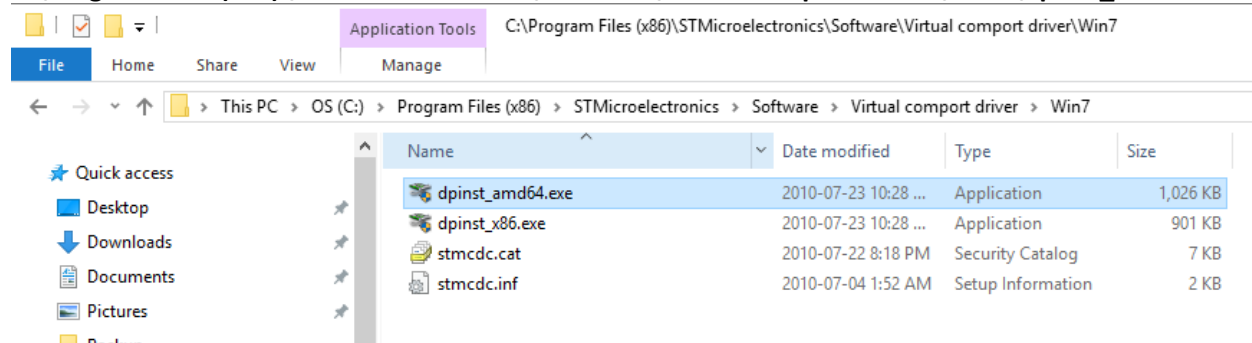 Application Tools C:\Program Files (x86)\STMicroelectronics\Software\Virtual comport driver\Win7
File Home Share View Manage
This PC > OS (C:) > Program Files (x86) > STMicroelectronics > Software > Virtual comport driver > Win7
Name Date modified Type Size
Quick access
dpinst_amd64.exe 2010-07-23 10:28 ... Application 1,026 KB
Desktop
dpinst_x86.exe 2010-07-23 10:28 ... Application 901 KB
Downloads
stmcdc.cat 2010-07-22 8:18 PM Security Catalog 7 KB
Documents
stmcdc.inf 2010-07-04 1:52 AM Setup Information 2 KB
Pictures